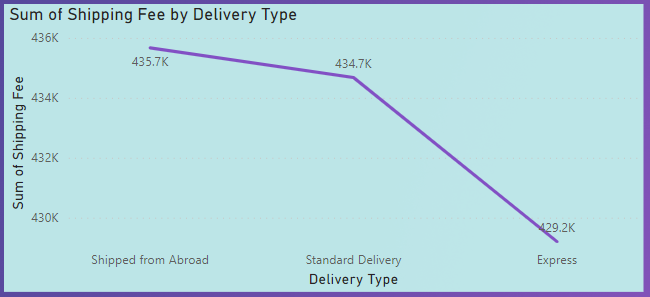 Sum of Shipping Fee by Delivery Type
436K
434K
432K
430K
Sum of Shipping Fee
435.7K
434.7K
429.2K
Shipped from Abroad
Standard Delivery
Express
Delivery Type